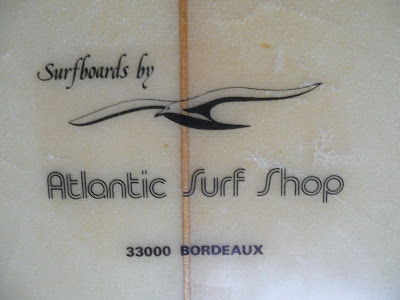 Surfboards by
Atlantic Surf Shop
33000 BORDEAUX